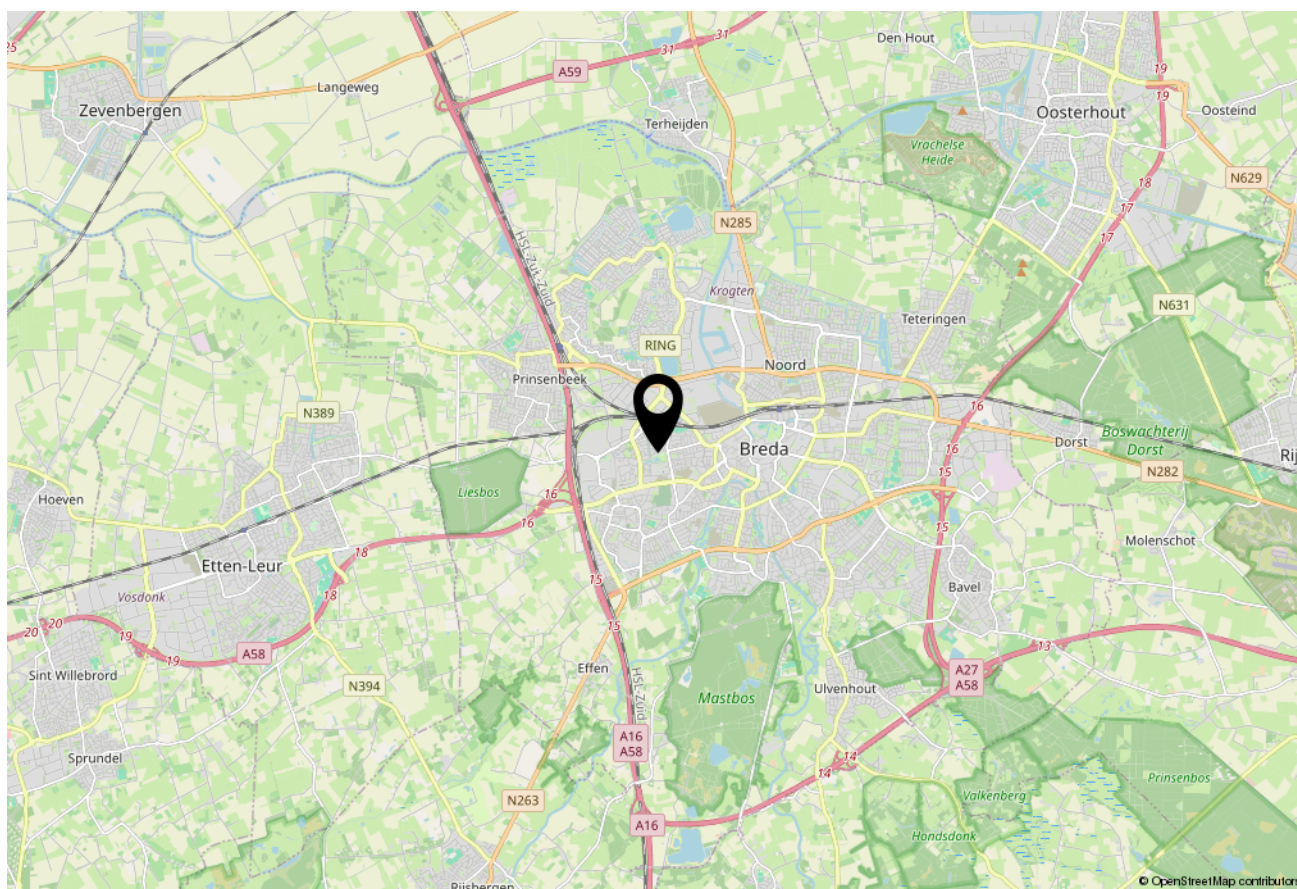 25
A59
31
31
Den Hout
19
19
Langeweg
Zevenbergen
Terheijden
Oosterhout
Oosteind
Vrachelse
Heide
18
N629
17
17
N285
HSL-Zuid
Krogten
N631
Teteringen
RING
Noord
Prinsenbeek
N389
16
Breda
Dorst
Boswachterij
Dorst
Rij
16
15
N282
Hoeven
Liesbos
16
16
15
Molenschot
18
Etten-Leur
15
Bavel
18
Vosdonk
20
20
19
19
15
13
A58
Effen
Sint Willebrord
HSL-Zuid
A27
A58
N394
Ulvenhout
Mastbos
A16
A58
Sprundel
14
14
Prinsenbos
Valkenberg
N263
A16
Hondsdonk
Rijsbergen
© OpenStreetMap contributors